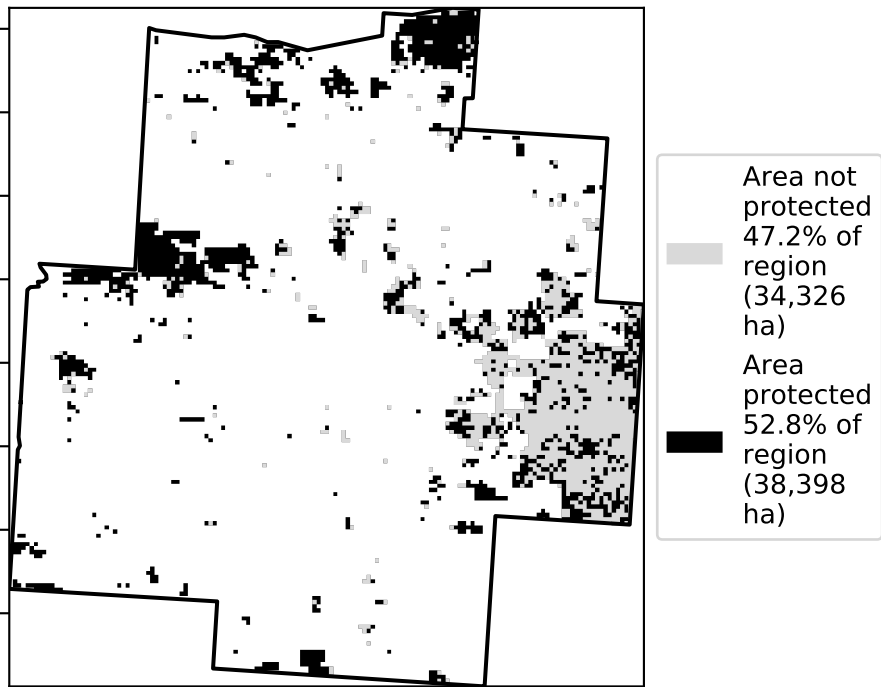 Area not
protected
47.2% of
region
(34,326
ha)
Area
protected
52.8% of
region
(38,398
ha)